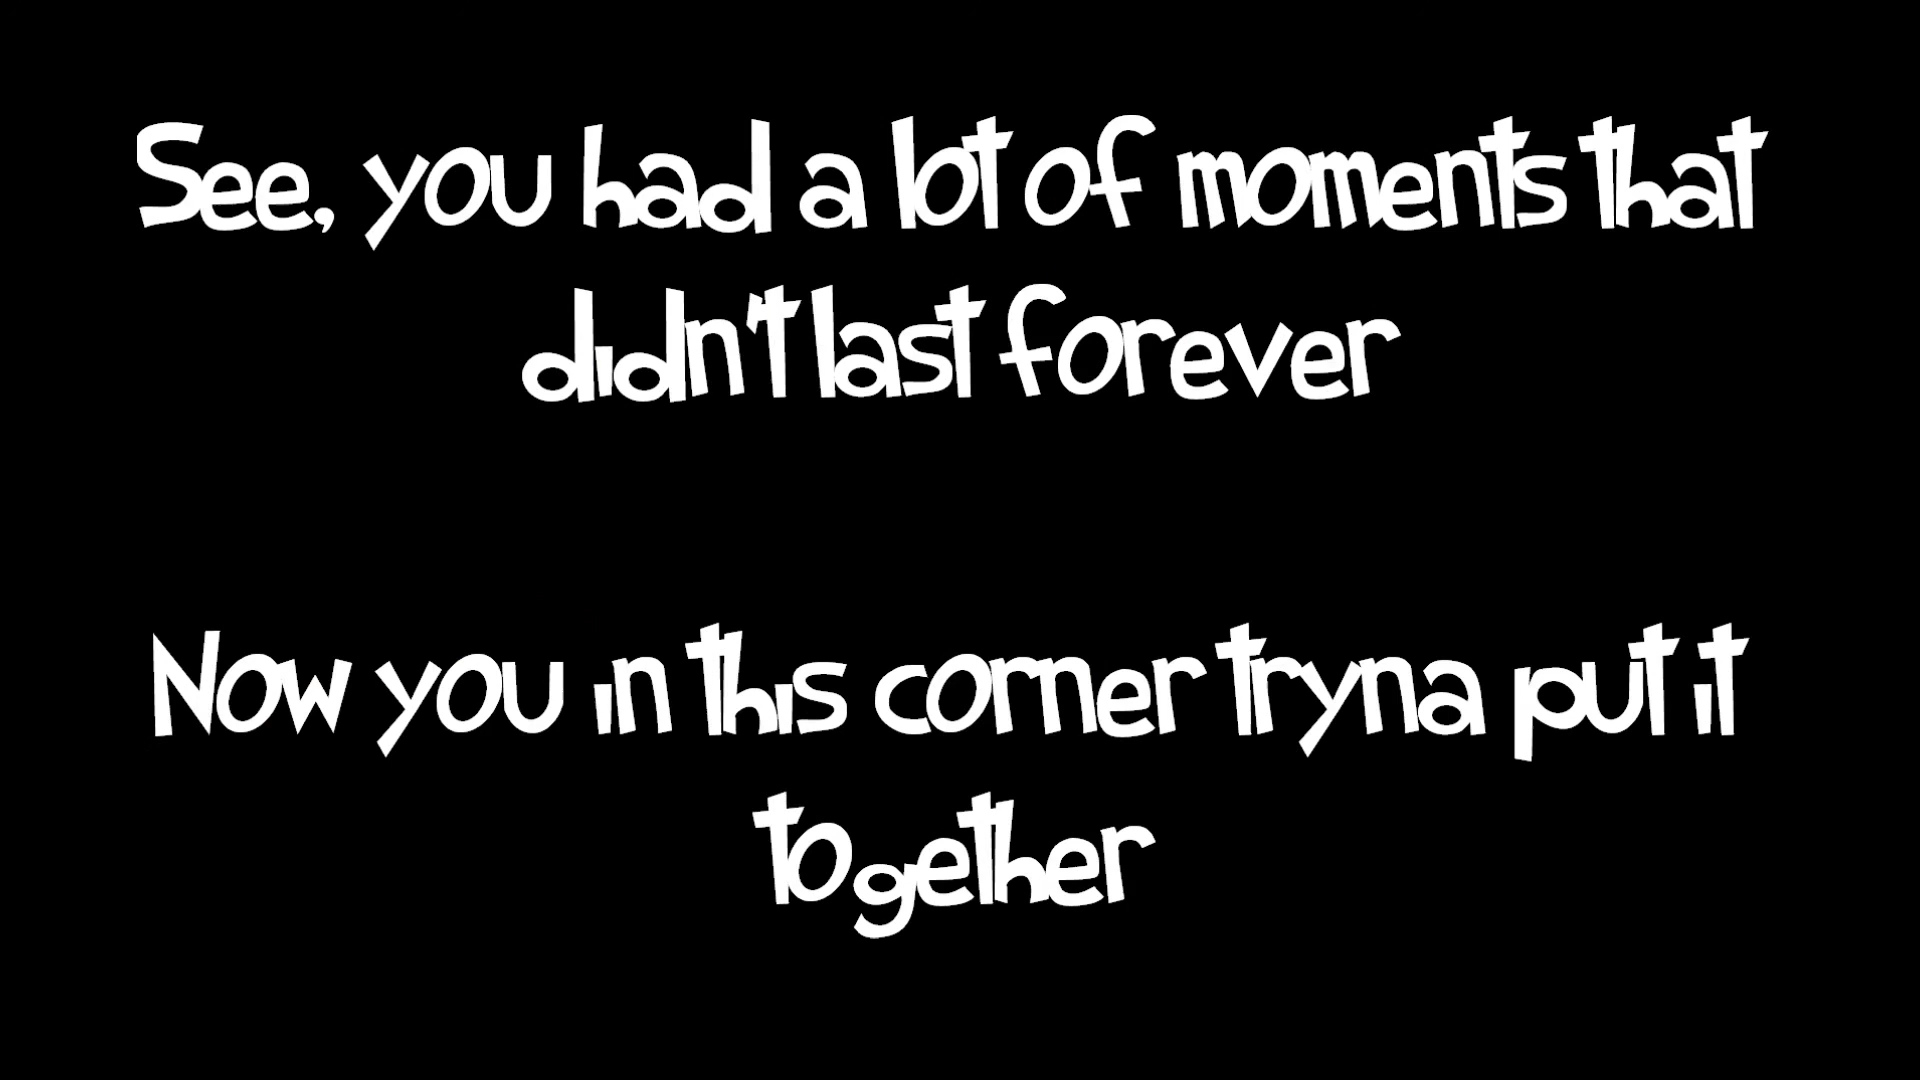 See, you had a lot of moments that
didn't last forever
Now you in this corner tryna put it
together